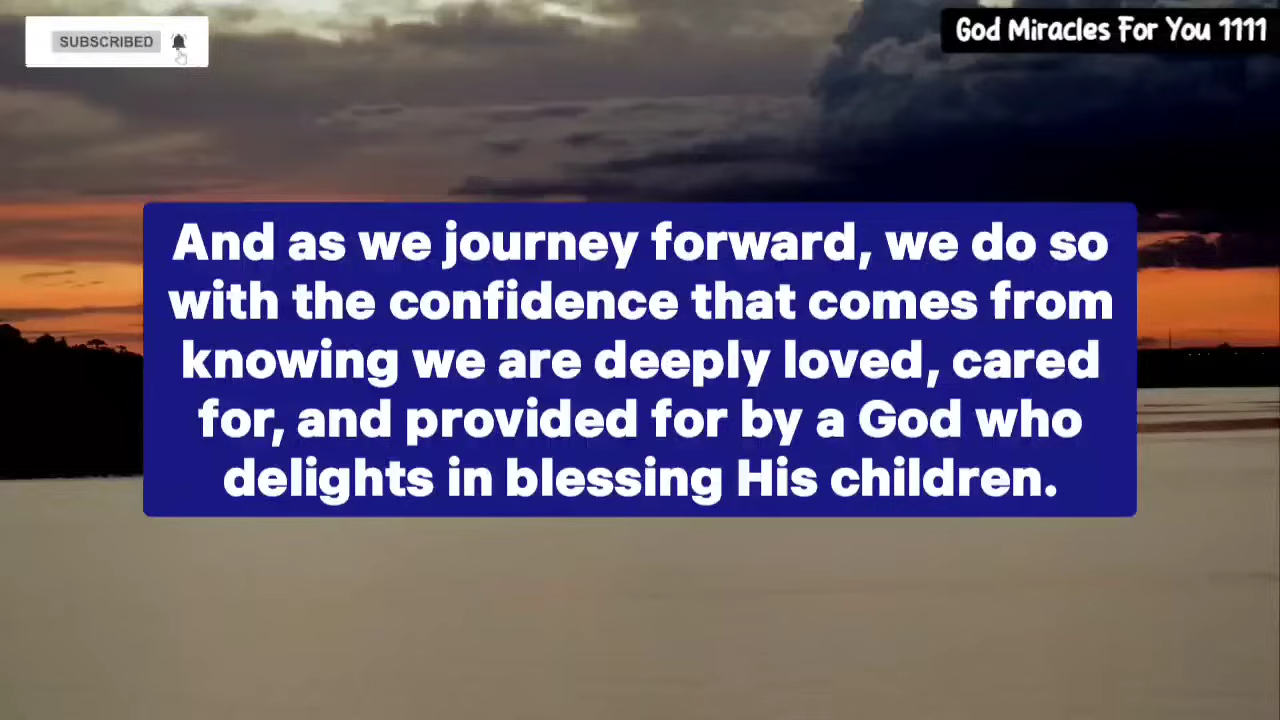 SUBSCRIBED
God Miracles For You 1111
And as we journey forward, we do so
with the confidence that comes from
knowing we are deeply loved, cared
for, and provided for by a God who
delights in blessing His children.